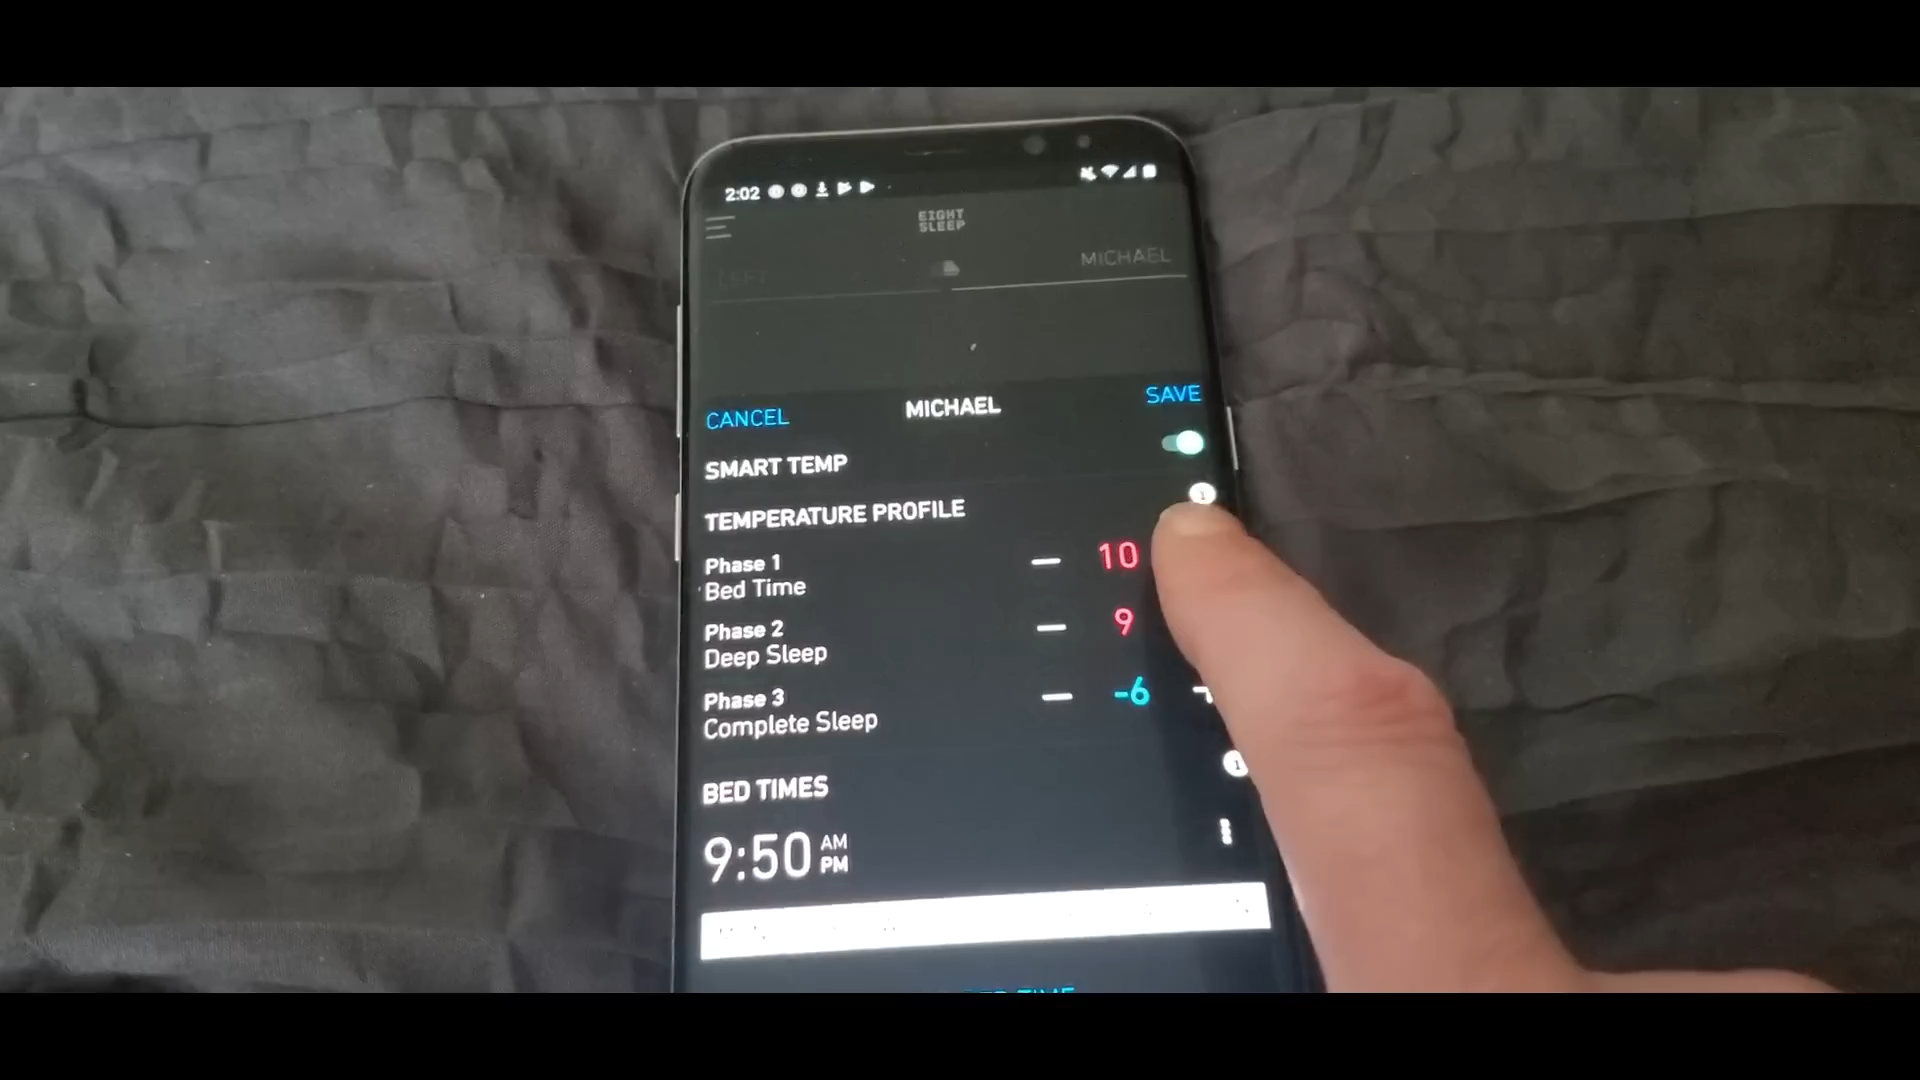 2:02
EIGHT
SLEEP
LEFT
MICHAEL
CANCEL MICHAEL SAVE
SMART TEMP
TEMPERATURE PROFILE
Phase 1 — 10
Bed Time
Phase 2 — 9
Deep Sleep
Phase 3 — -6
Complete Sleep
BED TIMES
9:50 AM
PM